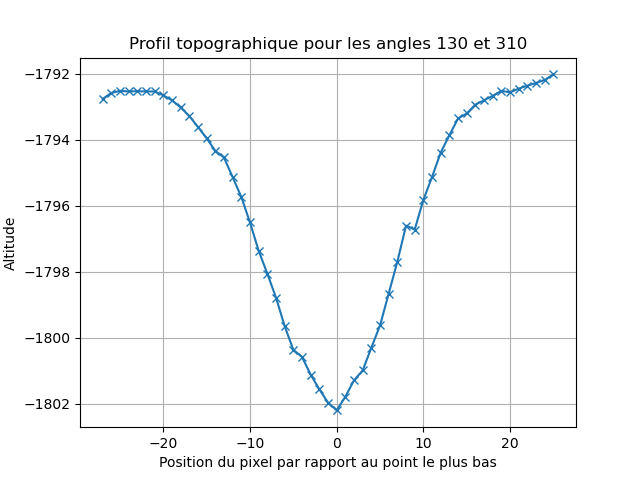 Profil topographique pour les angles 130 et 310
Altitude
−1792
−1794
−1796
−1798
−1800
−1802
−20 −10 0 10 20
Position du pixel par rapport au point le plus bas